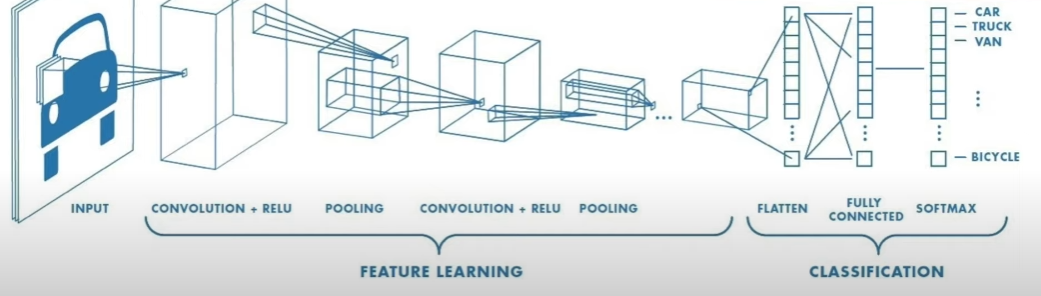 CAR
TRUCK
VAN
BICYCLE
INPUT
CONVOLUTION + RELU
POOLING
CONVOLUTION + RELU
POOLING
FLATTEN
FULLY
CONNECTED
SOFTMAX
FEATURE LEARNING
CLASSIFICATION